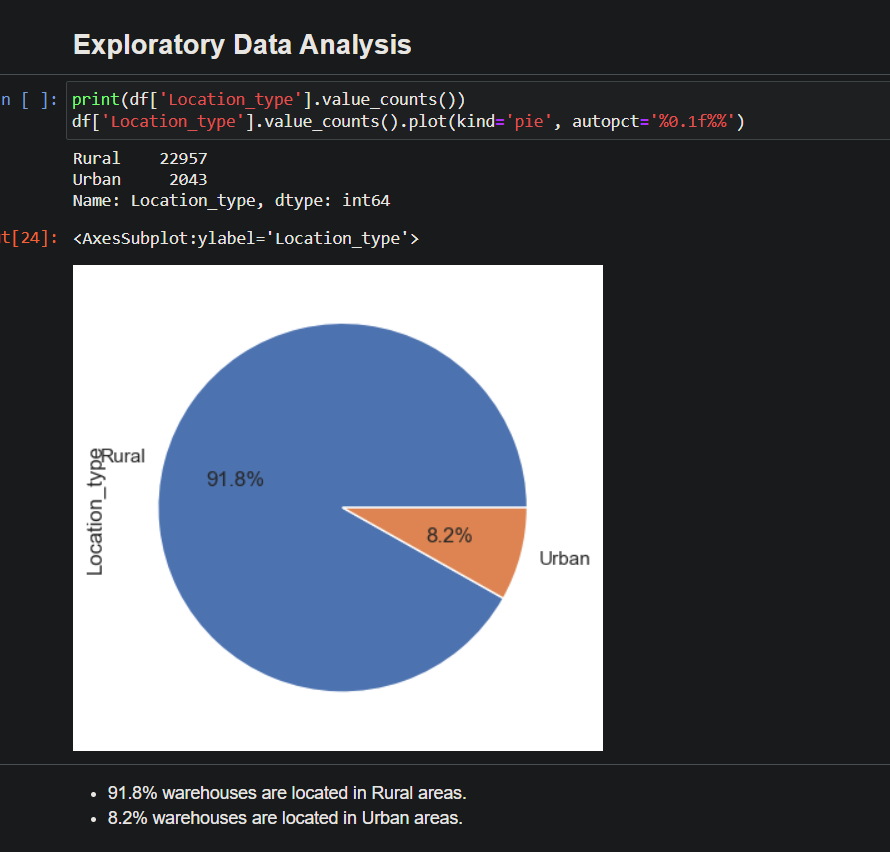 Exploratory Data Analysis
n [ ]: print(df['Location_type'].value_counts())
df['Location_type'].value_counts().plot(kind='pie', autopct='%0.1f%%')
Rural    22957
Urban     2043
Name: Location_type, dtype: int64
t[24]: <AxesSubplot:ylabel='Location_type'>
Location_type
Rural
91.8%
8.2%
Urban
• 91.8% warehouses are located in Rural areas.
• 8.2% warehouses are located in Urban areas.